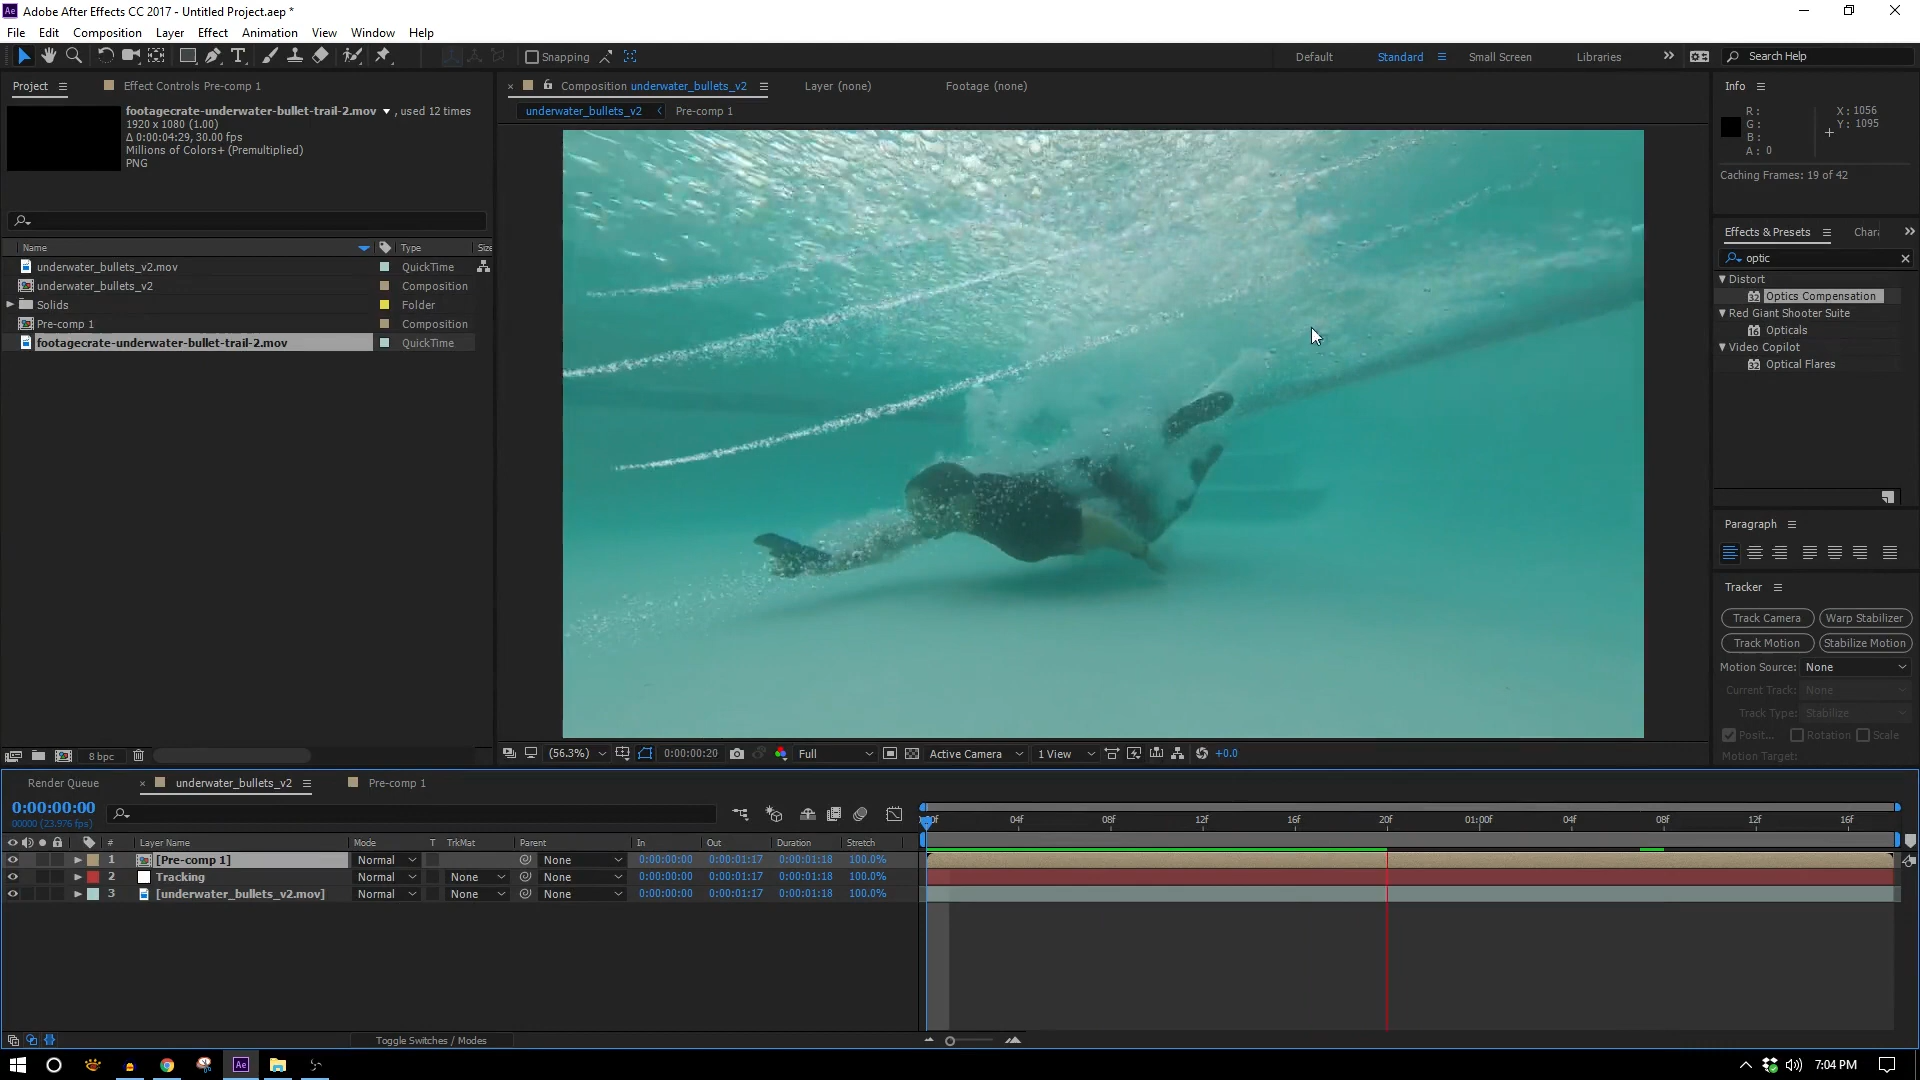 Adobe After Effects CC 2017 - Untitled Project.aep *
File Edit Composition Layer Effect Animation View Window Help
Snapping Default Standard Small Screen Libraries Search Help
Project Effect Controls Pre-comp 1
footagecrate-underwater-bullet-trail-2.mov , used 12 times
1920 x 1080 (1.00)
Δ 0:00:04:29, 30.00 fps
Millions of Colors+ (Premultiplied)
PNG
Name Type Size
underwater_bullets_v2.mov QuickTime
underwater_bullets_v2 Composition
Solids Folder
Pre-comp 1 Composition
footagecrate-underwater-bullet-trail-2.mov QuickTime
8 bpc
Composition underwater_bullets_v2 Layer (none) Footage (none)
underwater_bullets_v2 Pre-comp 1
(56.3%) 0:00:00:20 Full Active Camera 1 View +0.0
Info
R : X : 1056
G : Y : 1095
B :
A : 0
Caching Frames: 19 of 42
Effects & Presets Chara
optic
Distort
Optics Compensation
Red Giant Shooter Suite
Opticals
Video Copilot
Optical Flares
Paragraph
Tracker
Track Camera Warp Stabilizer
Track Motion Stabilize Motion
Motion Source: None
Current Track: None
Track Type: Stabilize
Posit... Rotation Scale
Motion Target:
Render Queue underwater_bullets_v2 Pre-comp 1
0:00:00:00
00000 (23.976 fps)
04f 08f 12f 16f 20f 01:00f 04f 08f 12f 16f
# Layer Name Mode T TrkMat Parent In Out Duration Stretch
1 [Pre-comp 1] Normal None 0:00:00:00 0:00:01:17 0:00:01:18 100.0%
2 Tracking Normal None None 0:00:00:00 0:00:01:17 0:00:01:18 100.0%
3 [underwater_bullets_v2.mov] Normal None None 0:00:00:00 0:00:01:17 0:00:01:18 100.0%
Toggle Switches / Modes
Ae 7:04 PM